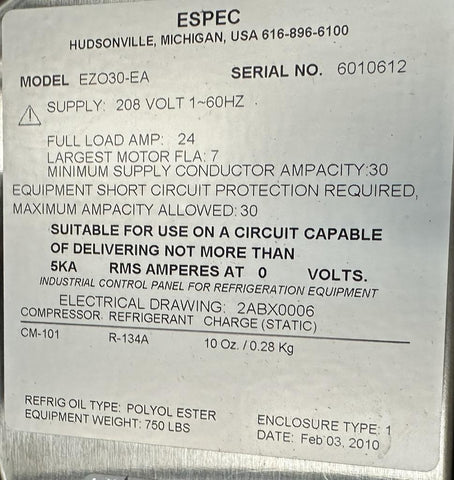 ESPEC
HUDSONVILLE, MICHIGAN, USA 616-896-6100
MODEL EZO30-EA SERIAL NO. 6010612
SUPPLY: 208 VOLT 1~60HZ
FULL LOAD AMP: 24
LARGEST MOTOR FLA: 7
MINIMUM SUPPLY CONDUCTOR AMPACITY:30
EQUIPMENT SHORT CIRCUIT PROTECTION REQUIRED,
MAXIMUM AMPACITY ALLOWED: 30
SUITABLE FOR USE ON A CIRCUIT CAPABLE
OF DELIVERING NOT MORE THAN
5KA RMS AMPERES AT 0 VOLTS.
INDUSTRIAL CONTROL PANEL FOR REFRIGERATION EQUIPMENT
ELECTRICAL DRAWING: 2ABX0006
COMPRESSOR REFRIGERANT CHARGE (STATIC)
CM-101 R-134A 10 Oz. / 0.28 Kg
REFRIG OIL TYPE: POLYOL ESTER
EQUIPMENT WEIGHT: 750 LBS
ENCLOSURE TYPE: 1
DATE: Feb 03, 2010